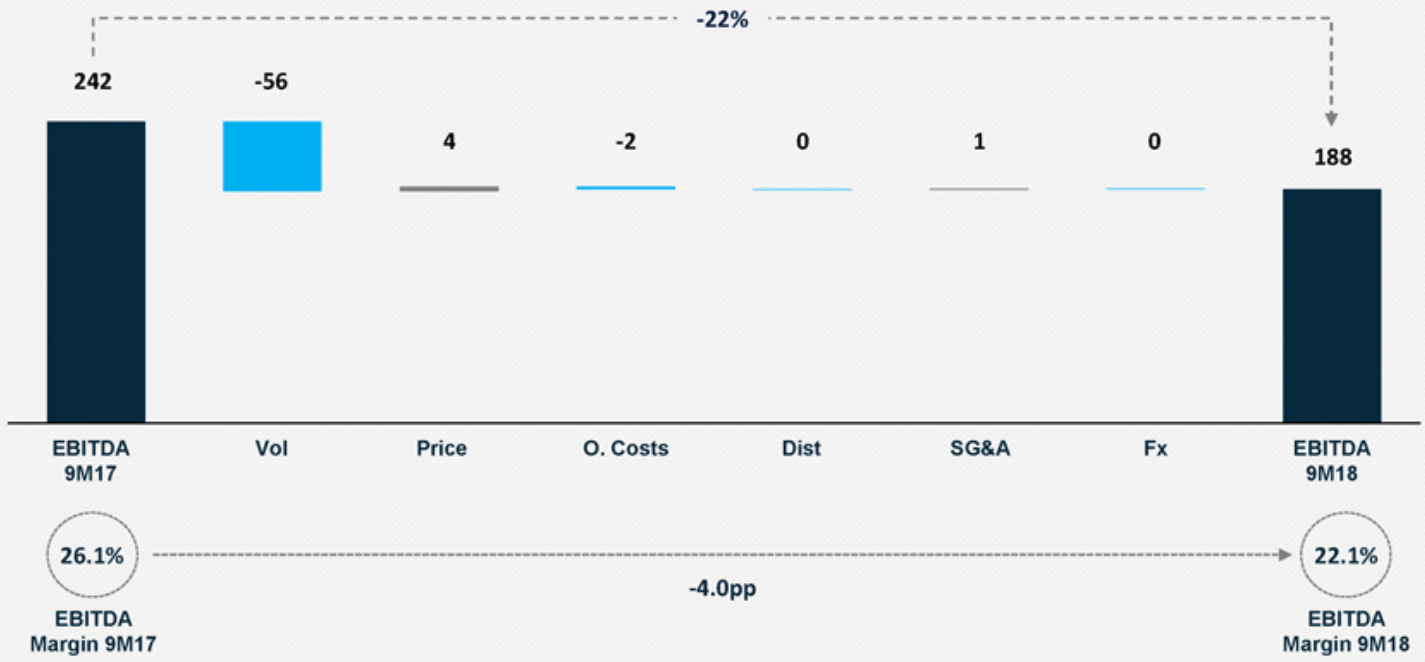 -22%
242
-56
4
-2
0
1
0
188
EBITDA
9M17
Vol
Price
O. Costs
Dist
SG&A
Fx
EBITDA
9M18
26.1%
22.1%
-4.0pp
EBITDA
Margin 9M17
EBITDA
Margin 9M18